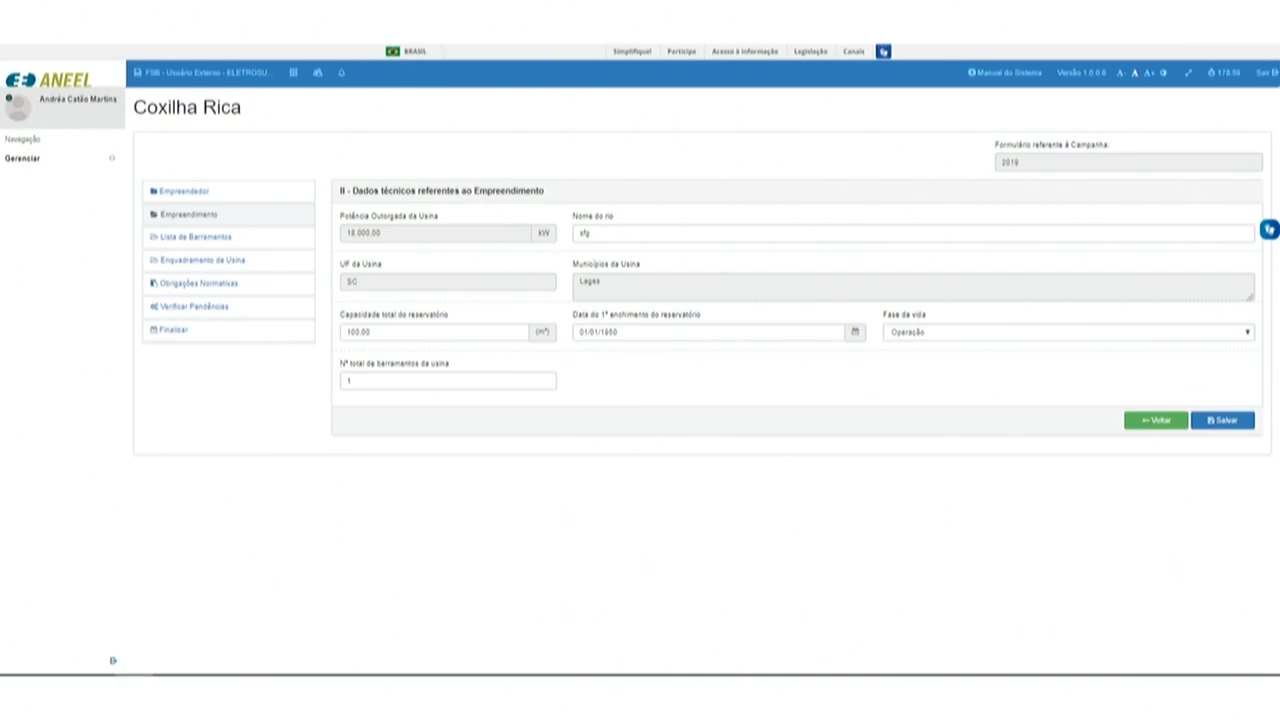 BRASIL
Simplifique! Participe Acesso à informação Legislação Canais
ANEEL
FSB - Usuário Externo - ELETROSU...
Manual do Sistema Versão 1.0.0.0 A- A A+ 178:59 Sair
Andréa Catão Martins
Coxilha Rica
Navegação
Gerenciar
Formulário referente à Campanha:
2019
Empreendedor
Empreendimento
Lista de Barramentos
Enquadramento da Usina
Obrigações Normativas
Verificar Pendências
Finalizar
II - Dados técnicos referentes ao Empreendimento
Potência Outorgada da Usina Nome do rio
18.000,00 kW sfg
UF da Usina Municípios da Usina
SC Lages
Capacidade total do reservatório Data do 1º enchimento do reservatório Fase da vida
100,00 (m³) 01/01/1950 Operação
Nº total de barramentos da usina
1
Voltar Salvar